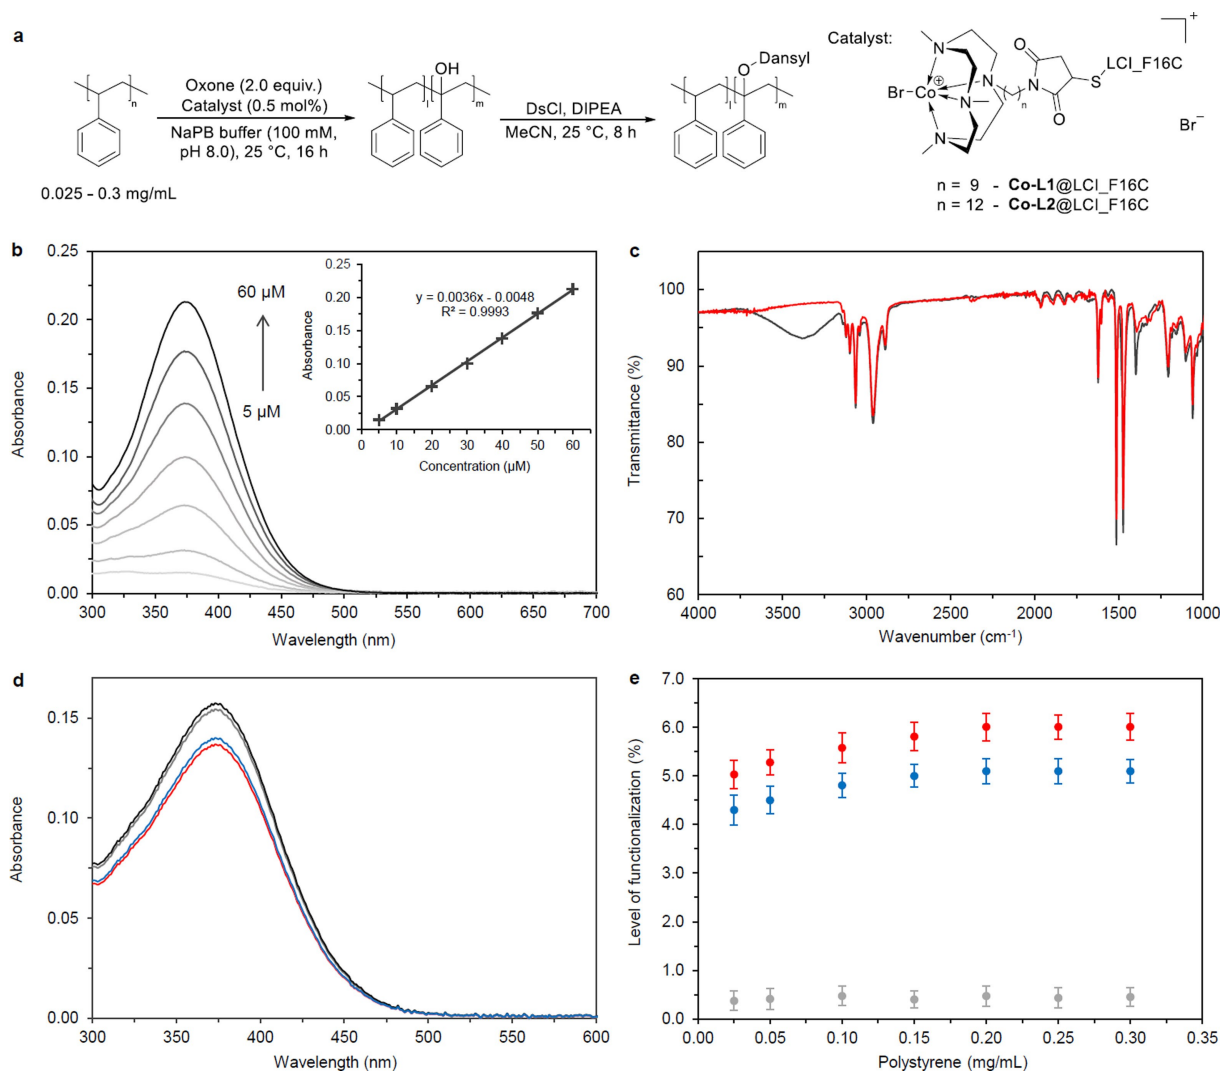 a
Oxone (2.0 equiv.)
Catalyst (0.5 mol%)
NaPB buffer (100 mM,
pH 8.0), 25 °C, 16 h
n
0.025 – 0.3 mg/mL
OH
l
m
DsCl, DIPEA
MeCN, 25 °C, 8 h
Dansyl
O
l
m
Catalyst:
N
O
S
LCI_F16C
+
Br
Co
⊕
N
N
n
N
O
N
Br–
n = 9 - Co-L1@LCI_F16C
n = 12 - Co-L2@LCI_F16C
b
Absorbance
0.25
0.20
0.15
0.10
0.05
0.00
300 350 400 450 500 550 600 650 700
Wavelength (nm)
60 µM
5 µM
Absorbance
0.25
0.20
0.15
0.10
0.05
0.00
0 10 20 30 40 50 60
Concentration (µM)
y = 0.0036x - 0.0048
R² = 0.9993
c
Transmittance (%)
100
90
80
70
60
4000 3500 3000 2500 2000 1500 1000
Wavenumber (cm-1)
d
Absorbance
0.15
0.10
0.05
0.00
300 350 400 450 500 550 600
Wavelength (nm)
e
Level of functionalization (%)
7.0
6.0
5.0
4.0
3.0
2.0
1.0
0.0
0.00 0.05 0.10 0.15 0.20 0.25 0.30 0.35
Polystyrene (mg/mL)